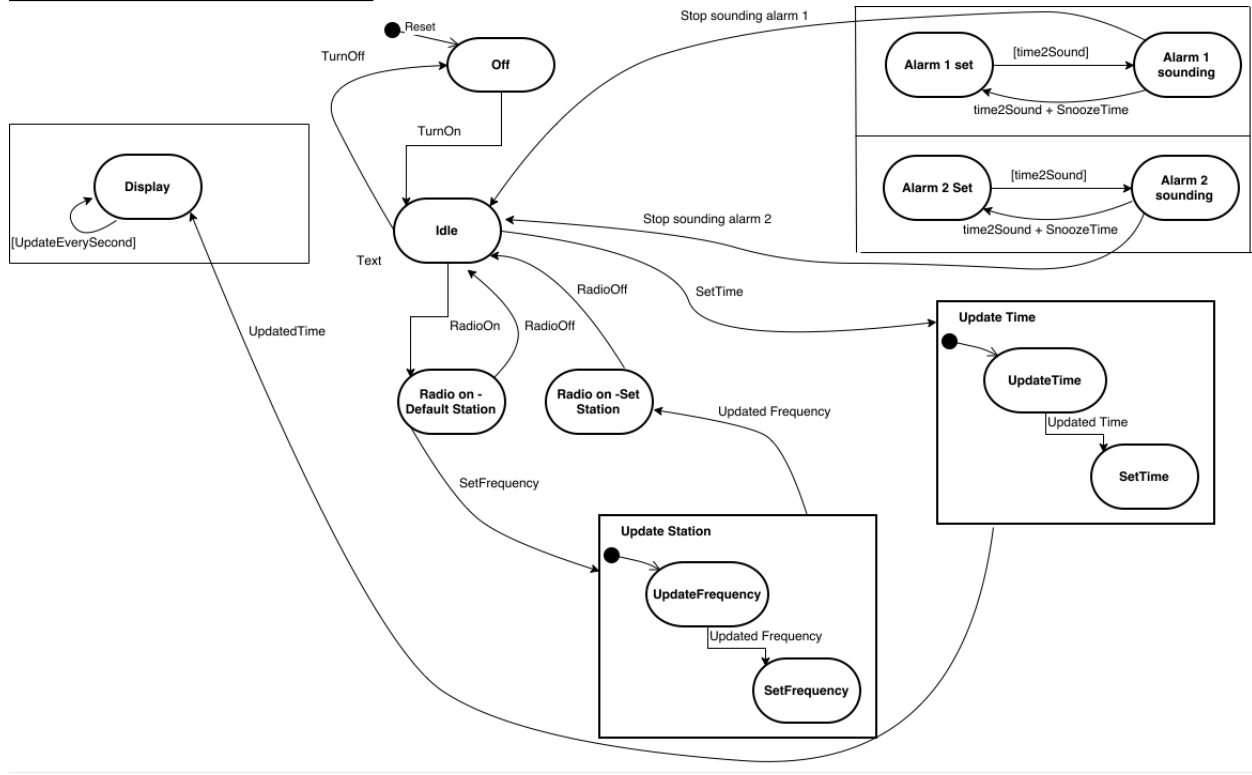 Stop sounding alarm 1
Reset
TurnOff
Off
Alarm 1 set
[time2Sound]
Alarm 1
sounding
time2Sound + SnoozeTime
TurnOn
Display
[UpdateEverySecond]
Alarm 2 Set
[time2Sound]
Alarm 2
sounding
time2Sound + SnoozeTime
Stop sounding alarm 2
Idle
Text
RadioOff
SetTime
UpdatedTime
RadioOn
RadioOff
Update Time
UpdateTime
Updated Time
SetTime
Radio on -
Default Station
Radio on -Set
Station
Updated Frequency
SetFrequency
Update Station
UpdateFrequency
Updated Frequency
SetFrequency